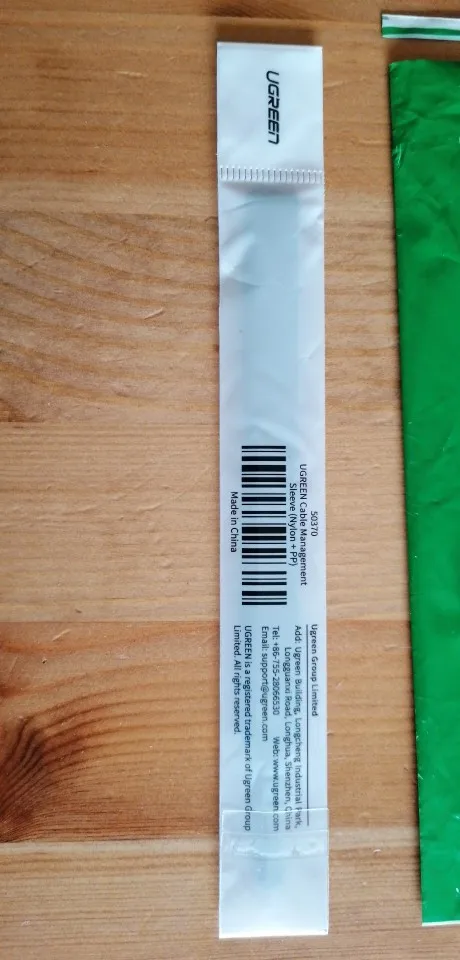 UGREEN
50370
UGREEN Cable Management
Sleeve (Nylon + PP)
Made in China
Ugreen Group Limited
Add: Ugreen Building, Longcheng Industrial Park,
Longguanxi Road, Longhua, Shenzhen, China
Tel: +86-755-28066530 Web: www.ugreen.com
Email: support@ugreen.com
UGREEN is a registered trademark of Ugreen Group
Limited. All rights reserved.